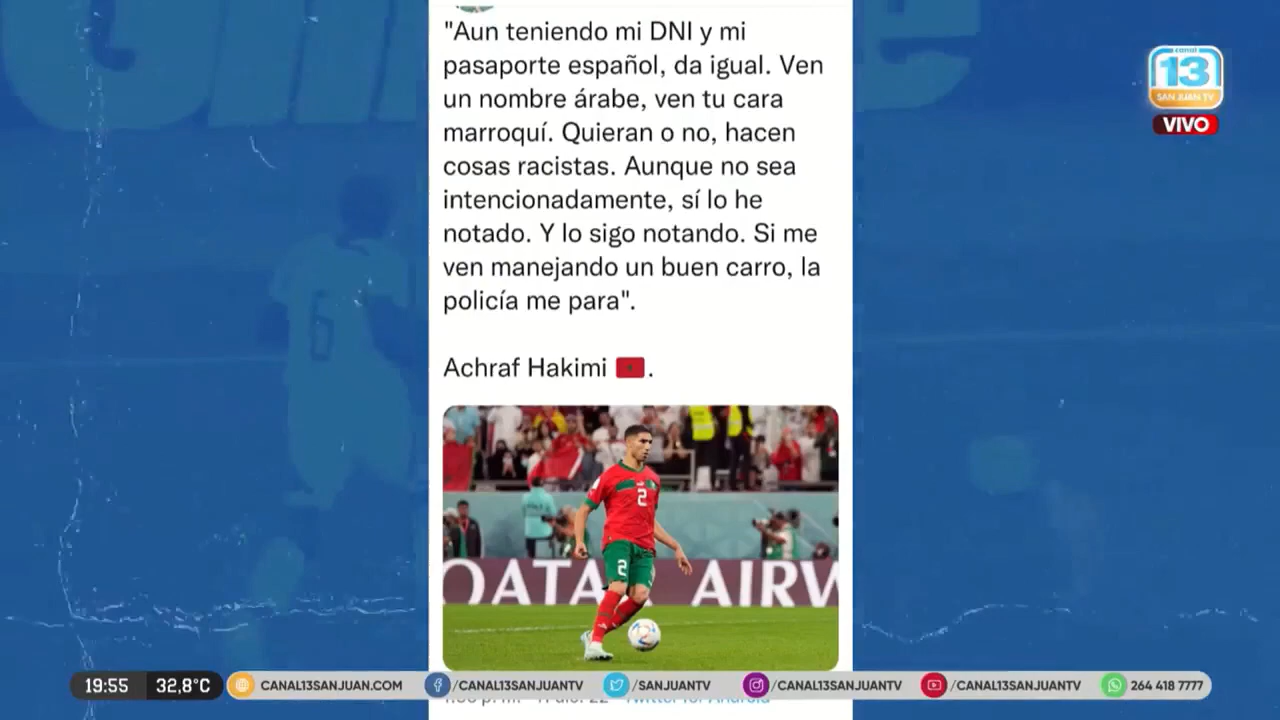 "Aun teniendo mi DNI y mi
pasaporte español, da igual. Ven
un nombre árabe, ven tu cara
marroquí. Quieran o no, hacen
cosas racistas. Aunque no sea
intencionadamente, sí lo he
notado. Y lo sigo notando. Si me
ven manejando un buen carro, la
policía me para".
Achraf Hakimi 🇲🇦.
canal
13
SAN JUAN TV
VIVO
6
2
2
QATA AIRW
19:55 32,8°C CANAL13SANJUAN.COM /CANAL13SANJUANTV /SANJUANTV /CANAL13SANJUANTV /CANAL13SANJUANTV 264 418 7777